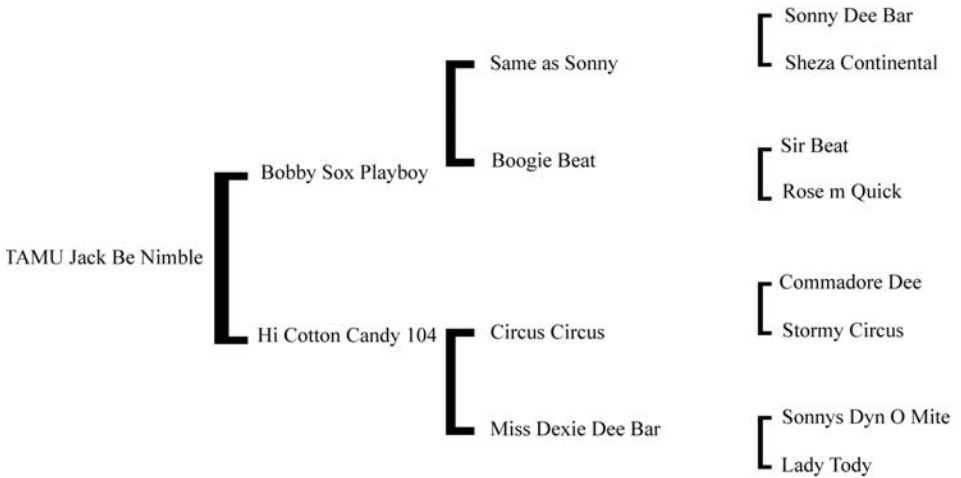 Sonny Dee Bar
Same as Sonny
Sheza Continental
Sir Beat
Boogie Beat
Bobby Sox Playboy
Rose m Quick
TAMU Jack Be Nimble
Commadore Dee
Hi Cotton Candy 104
Circus Circus
Stormy Circus
Sonnys Dyn O Mite
Miss Dexie Dee Bar
Lady Tody